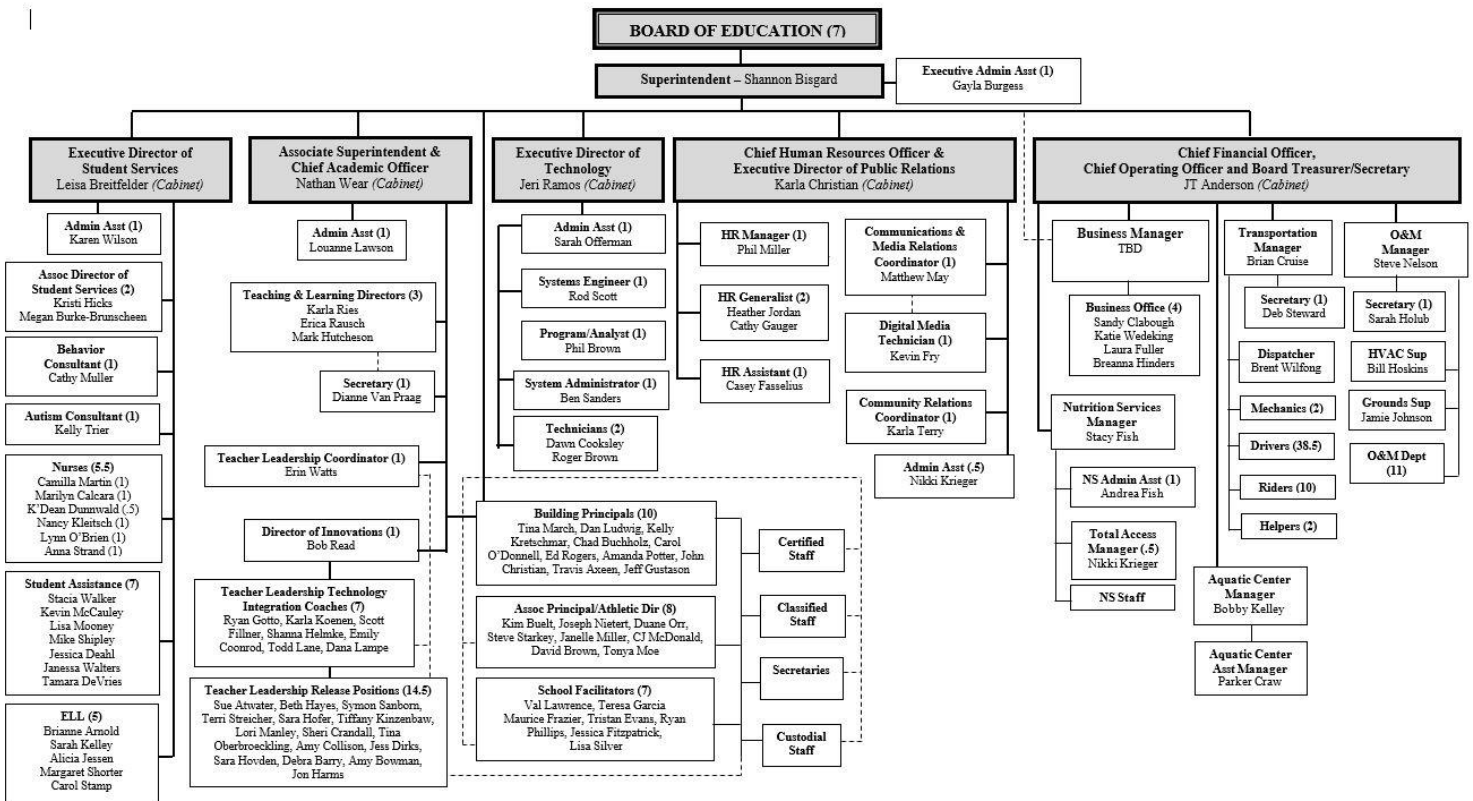 BOARD OF EDUCATION (7)
Superintendent – Shannon Bisgard
Executive Admin Asst (1)
Gayla Burgess
Executive Director of
Student Services
Leisa Breitfelder (Cabinet)
Admin Asst (1)
Karen Wilson
Assoc Director of
Student Services (2)
Kristi Hicks
Megan Burke-Brunscheen
Behavior
Consultant (1)
Cathy Muller
Autism Consultant (1)
Kelly Trier
Nurses (5.5)
Camilla Martin (1)
Marilyn Calcara (1)
K'Dean Dunnwald (.5)
Nancy Kleitsch (1)
Lynn O'Brien (1)
Anna Strand (1)
Student Assistance (7)
Stacia Walker
Kevin McCauley
Lisa Mooney
Mike Shipley
Jessica Deahl
Janessa Walters
Tamara DeVries
ELL (5)
Brianne Arnold
Sarah Kelley
Alicia Jessen
Margaret Shorter
Carol Stamp
Associate Superintendent &
Chief Academic Officer
Nathan Wear (Cabinet)
Admin Asst (1)
Louanne Lawson
Teaching & Learning Directors (3)
Karla Ries
Erica Rausch
Mark Hutcheson
Secretary (1)
Dianne Van Praag
Teacher Leadership Coordinator (1)
Erin Watts
Director of Innovations (1)
Bob Read
Teacher Leadership Technology
Integration Coaches (7)
Ryan Gotto, Karla Koenen, Scott
Fillner, Shanna Helmke, Emily
Coonrod, Todd Lane, Dana Lampe
Teacher Leadership Release Positions (14.5)
Sue Atwater, Beth Hayes, Symon Sanborn,
Terri Streicher, Sara Hofer, Tiffany Kinzenbaw,
Lori Manley, Sheri Crandall, Tina
Oberbroeckling, Amy Collison, Jess Dirks,
Sara Hovden, Debra Barry, Amy Bowman,
Jon Harms
Executive Director of
Technology
Jeri Ramos (Cabinet)
Admin Asst (1)
Sarah Offerman
Systems Engineer (1)
Rod Scott
Program/Analyst (1)
Phil Brown
System Administrator (1)
Ben Sanders
Technicians (2)
Dawn Cooksley
Roger Brown
Building Principals (10)
Tina March, Dan Ludwig, Kelly
Kretschmar, Chad Buchholz, Carol
O'Donnell, Ed Rogers, Amanda Potter, John
Christian, Travis Axeen, Jeff Gustason
Assoc Principal/Athletic Dir (8)
Kim Buelt, Joseph Nietert, Duane Orr,
Steve Starkey, Janelle Miller, CJ McDonald,
David Brown, Tonya Moe
School Facilitators (7)
Val Lawrence, Teresa Garcia
Maurice Frazier, Tristan Evans, Ryan
Phillips, Jessica Fitzpatrick,
Lisa Silver
Certified
Staff
Classified
Staff
Secretaries
Custodial
Staff
Chief Human Resources Officer &
Executive Director of Public Relations
Karla Christian (Cabinet)
HR Manager (1)
Phil Miller
HR Generalist (2)
Heather Jordan
Cathy Gauger
HR Assistant (1)
Casey Fasselius
Communications &
Media Relations
Coordinator (1)
Matthew May
Digital Media
Technician (1)
Kevin Fry
Community Relations
Coordinator (1)
Karla Terry
Admin Asst (.5)
Nikki Krieger
Chief Financial Officer,
Chief Operating Officer and Board Treasurer/Secretary
JT Anderson (Cabinet)
Business Manager
TBD
Business Office (4)
Sandy Clabough
Katie Wedeking
Laura Fuller
Breanna Hinders
Nutrition Services
Manager
Stacy Fish
NS Admin Asst (1)
Andrea Fish
Total Access
Manager (.5)
Nikki Krieger
NS Staff
Transportation
Manager
Brian Cruise
Secretary (1)
Deb Steward
Dispatcher
Brent Wilfong
Mechanics (2)
Drivers (38.5)
Riders (10)
Helpers (2)
Aquatic Center
Manager
Bobby Kelley
Aquatic Center
Asst Manager
Parker Craw
O&M
Manager
Steve Nelson
Secretary (1)
Sarah Holub
HVAC Sup
Bill Hoskins
Grounds Sup
Jamie Johnson
O&M Dept
(11)